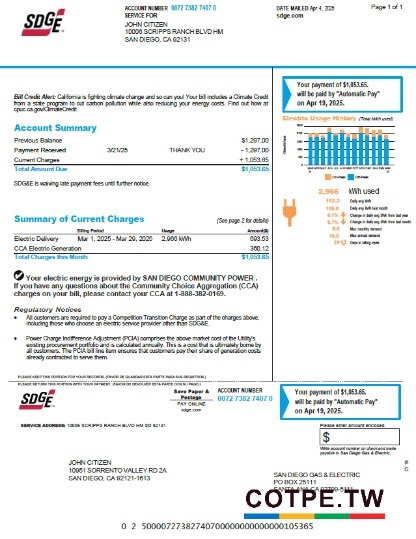 SDGE
ACCOUNT NUMBER 0072 7382 7407 0
DATE MAILED Apr 4, 2025
Page 1 of 1
SERVICE FOR
sdge.com
JOHN CITIZEN
10006 SCRIPPS RANCH BLVD HM
SAN DIEGO, CA 92131
Bill Credit Alert: California is fighting climate change and so can you! Your bill includes a Climate Credit
from a state program to cut carbon pollution while also reducing your energy costs. Find out how at
cpuc.ca.gov/ClimateCredit.
Your payment of $1,053.65.
will be paid by "Automatic Pay"
on Apr 19, 2025.
Account Summary
Previous Balance $1,297.00
Payment Received 3/21/25 THANK YOU - 1,297.00
Current Charges + 1,053.65
Total Amount Due $1,053.65
SDG&E is waiving late payment fees until further notice.
Electric Usage History (Total kWh used)
2,966 kWh used
Daily avg kWh
Daily avg kWh last month
Change in daily avg kWh from last year
Change in daily avg kWh from last month
Max monthly demand
Max annual demand
Days in billing cycle
Summary of Current Charges (See page 2 for details)
Billing Period Usage Amount($)
Electric Delivery Mar 1, 2025 - Mar 29, 2025 2,966 kWh 693.53
CCA Electric Generation 360.12
Total Charges this Month $1,053.65
Your electric energy is provided by SAN DIEGO COMMUNITY POWER .
If you have questions about the Community Choice Aggregation (CCA)
charges on your bill, please contact your CCA at 1-888-382-0169.
Regulatory Notices
• All customers are required to pay a Competition Transition Charge as part of the charges above,
including those who choose an electric service provider other than SDG&E.
• Power Charge Indifference Adjustment (PCIA) comprises the above market cost of the Utility's
existing procurement portfolio and is calculated annually. This is a cost that is ultimately borne by
all customers. The PCIA bill line item ensures that customers pay their share of generation costs
already contracted to serve them.
PLEASE KEEP THIS PORTION FOR YOUR RECORDS. (FAVOR DE GUARDAR ESTA PARTE PARA SUS REGISTROS.)
PLEASE RETURN THIS PORTION WITH YOUR PAYMENT. (FAVOR DE DEVOLVER ESTA PARTE CON SU PAGO.)
SDGE
Save Paper &
Postage
PAY ONLINE
sdge.com
ACCOUNT NUMBER
0072 7382 7407 0
Your payment of $1,053.65.
will be paid by "Automatic Pay"
on Apr 19, 2025.
SERVICE ADDRESS: 10006 SCRIPPS RANCH BLVD HM SD 92131
Please enter amount enclosed.
$
Write account number on check and make
payable to San Diego Gas & Electric.
JOHN CITIZEN
10061 SORRENTO VALLEY RD 2A
SAN DIEGO, CA 92121-1613
SAN DIEGO GAS & ELECTRIC
PO BOX 25111
COTPE.TW
0 2 5000072738274070000000000000105365